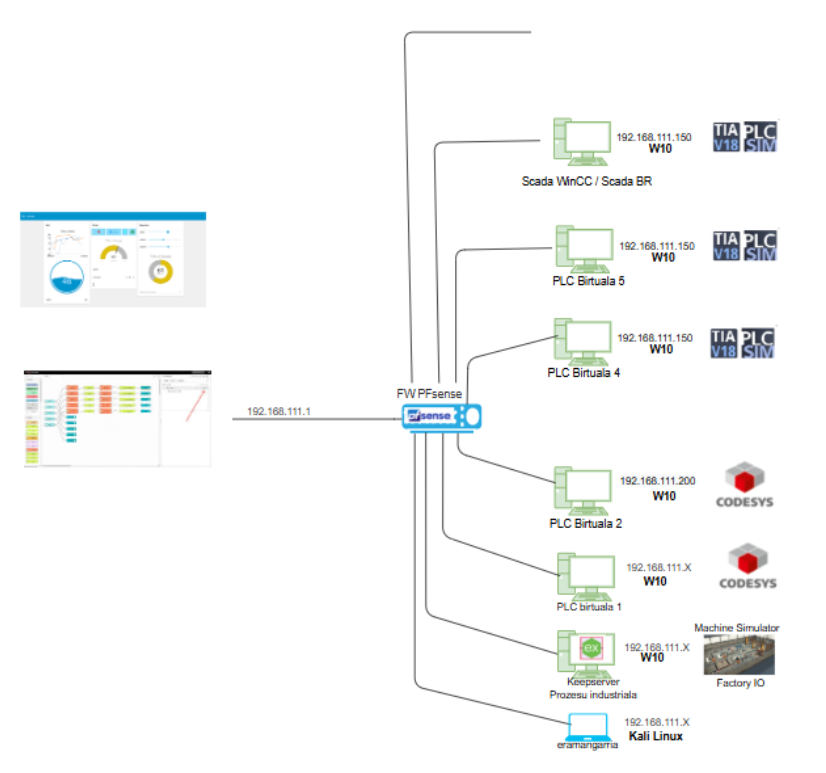 192.168.111.150
W10
TIA PLC
V18 SIM
Scada WinCC / Scada BR
192.168.111.150
W10
TIA PLC
V18 SIM
PLC Birtuala 5
192.168.111.150
W10
TIA PLC
V18 SIM
PLC Birtuala 4
FW PFsense
192.168.111.1
pfsense
192.168.111.200
W10
CODESYS
PLC Birtuala 2
192.168.111.X
W10
CODESYS
PLC birtuala 1
Machine Simulator
192.168.111.X
W10
ex
Keepserver
Prozesu industriala
Factory IO
192.168.111.X
Kali Linux
eramangarria